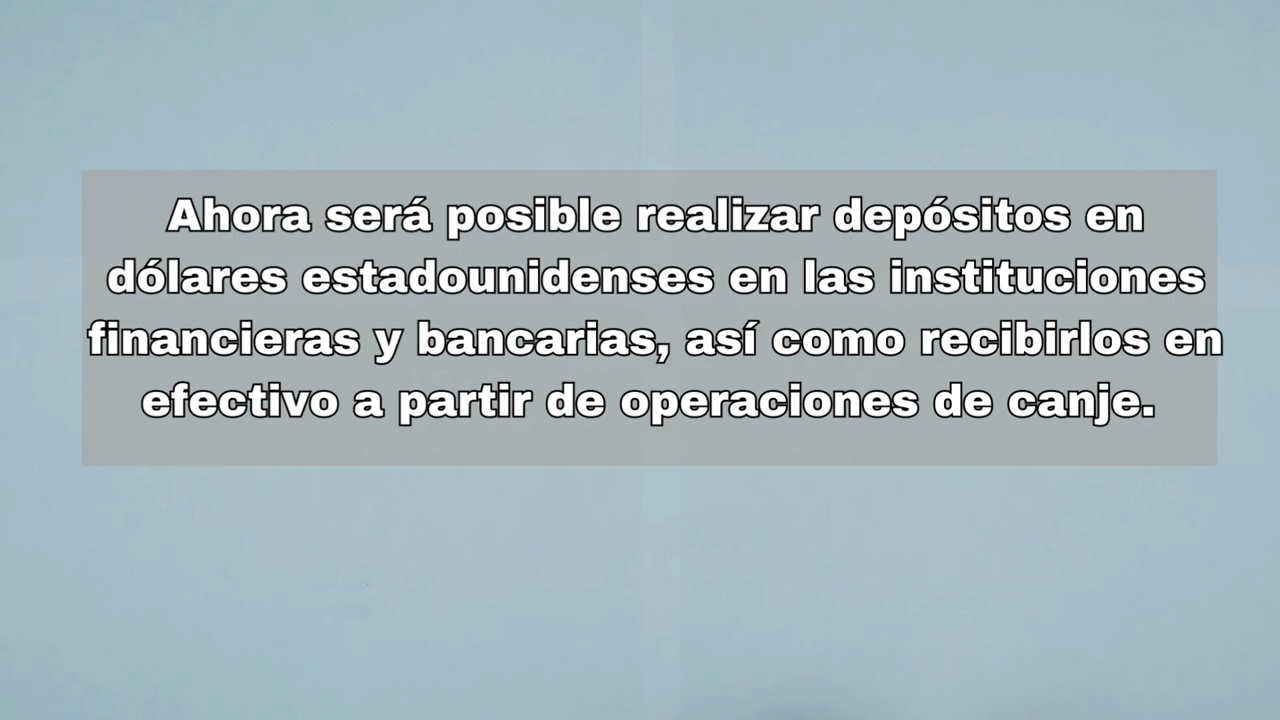 Ahora será posible realizar depósitos en
dólares estadounidenses en las instituciones
financieras y bancarias, así como recibirlos en
efectivo a partir de operaciones de canje.